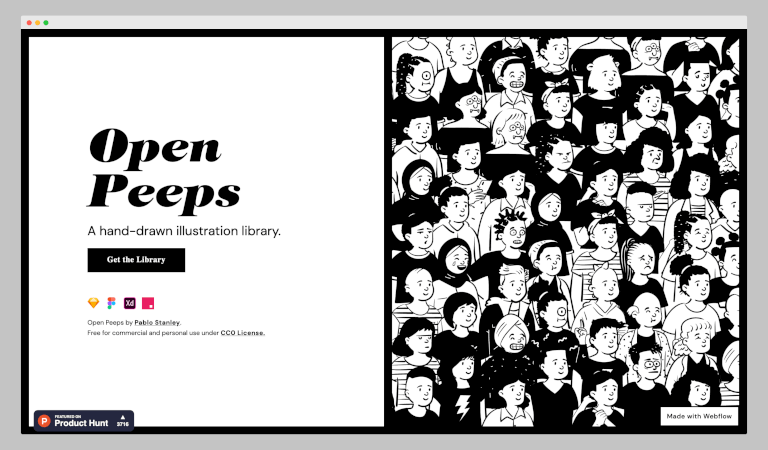 Open
Peeps
A hand-drawn illustration library.
Get the Library
Xd
Open Peeps by Pablo Stanley.
Free for commercial and personal use under CC0 License.
P
FEATURED ON
Product Hunt
▲
3716
Made with Webflow